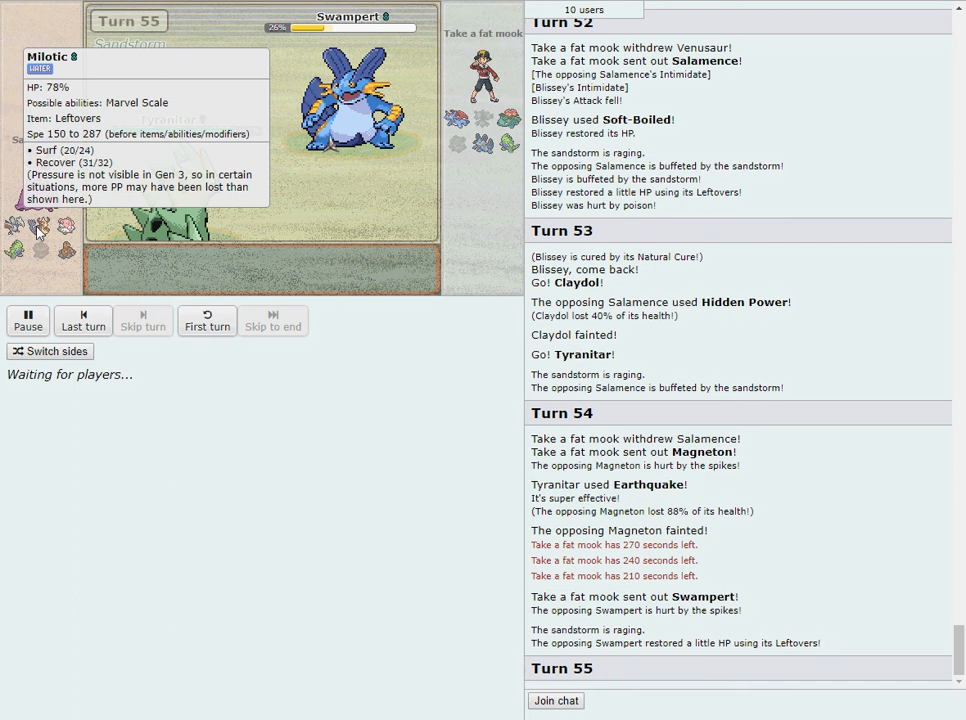 10 users
Turn 55
Sandstorm
Swampert
26%
Take a fat mook
Milotic
WATER
HP: 78%
Possible abilities: Marvel Scale
Item: Leftovers
Spe 150 to 287 (before items/abilities/modifiers)
• Surf (20/24)
• Recover (31/32)
(Pressure is not visible in Gen 3, so in certain
situations, more PP may have been lost than
shown here.)
Tyranitar
Pause
Last turn
Skip turn
First turn
Skip to end
Switch sides
Waiting for players...
Turn 52
Take a fat mook withdrew Venusaur!
Take a fat mook sent out Salamence!
[The opposing Salamence's Intimidate]
[Blissey's Intimidate]
Blissey's Attack fell!
Blissey used Soft-Boiled!
Blissey restored its HP.
The sandstorm is raging.
The opposing Salamence is buffeted by the sandstorm!
Blissey is buffeted by the sandstorm!
Blissey restored a little HP using its Leftovers!
Blissey was hurt by poison!
Turn 53
(Blissey is cured by its Natural Cure!)
Blissey, come back!
Go! Claydol!
The opposing Salamence used Hidden Power!
(Claydol lost 40% of its health!)
Claydol fainted!
Go! Tyranitar!
The sandstorm is raging.
The opposing Salamence is buffeted by the sandstorm!
Turn 54
Take a fat mook withdrew Salamence!
Take a fat mook sent out Magneton!
The opposing Magneton is hurt by the spikes!
Tyranitar used Earthquake!
It's super effective!
(The opposing Magneton lost 88% of its health!)
The opposing Magneton fainted!
Take a fat mook has 270 seconds left.
Take a fat mook has 240 seconds left.
Take a fat mook has 210 seconds left.
Take a fat mook sent out Swampert!
The opposing Swampert is hurt by the spikes!
The sandstorm is raging.
The opposing Swampert restored a little HP using its Leftovers!
Turn 55
Join chat